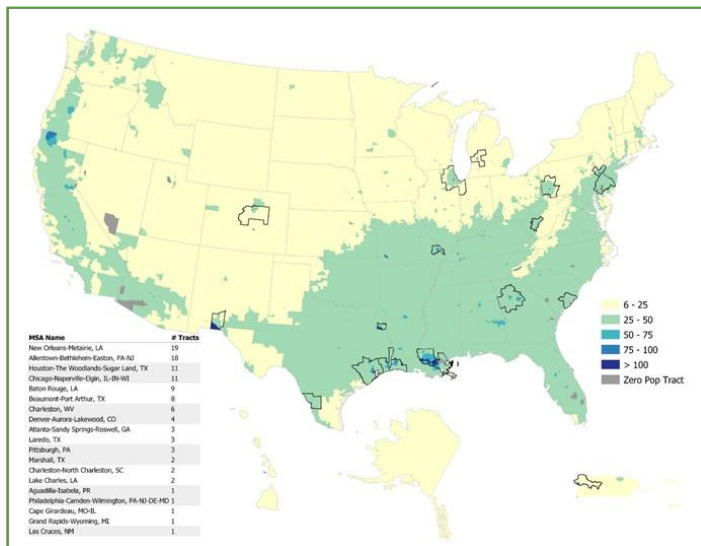 6 - 25
25 - 50
50 - 75
75 - 100
> 100
Zero Pop Tract
MSA Name # Tracts
New Orleans-Metairie, LA 19
Allentown-Bethlehem-Easton, PA-NJ 18
Houston-The Woodlands-Sugar Land, TX 11
Chicago-Naperville-Elgin, IL-IN-WI 11
Baton Rouge, LA 9
Beaumont-Port Arthur, TX 8
Charleston, WV 6
Denver-Aurora-Lakewood, CO 4
Atlanta-Sandy Springs-Roswell, GA 3
Laredo, TX 3
Pittsburgh, PA 3
Marshall, TX 2
Charleston-North Charleston, SC 2
Lake Charles, LA 2
Aguadilla-Isabela, PR 1
Philadelphia-Camden-Wilmington, PA-NJ-DE-MD 1
Cape Girardeau, MO-IL 1
Grand Rapids-Wyoming, MI 1
Las Cruces, NM 1